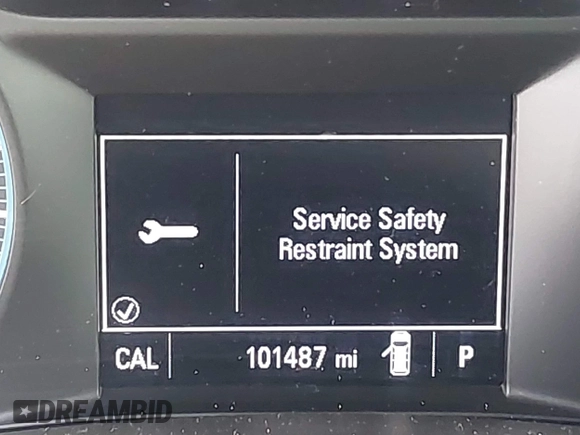 Service Safety
Restraint System
CAL 101487 mi P
DREAMBID